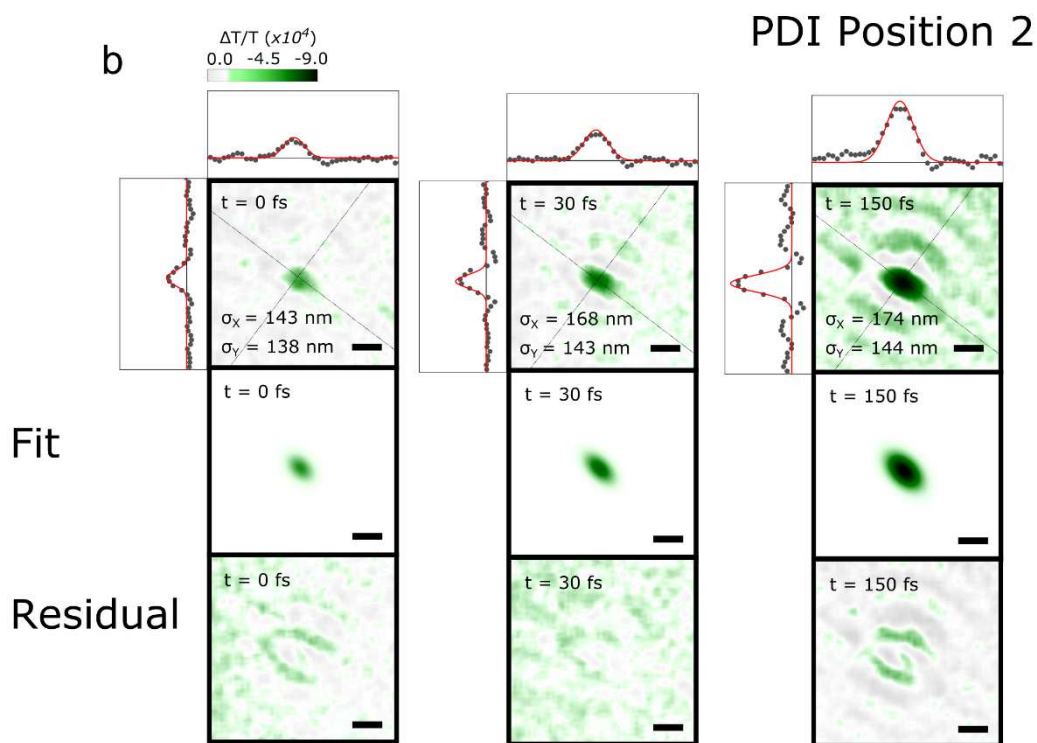 PDI Position 2
b
ΔT/T (x10⁴)
0.0 -4.5 -9.0
t = 0 fs
σX = 143 nm
σY = 138 nm
t = 30 fs
σX = 168 nm
σY = 143 nm
t = 150 fs
σX = 174 nm
σY = 144 nm
Fit
t = 0 fs
t = 30 fs
t = 150 fs
Residual
t = 0 fs
t = 30 fs
t = 150 fs